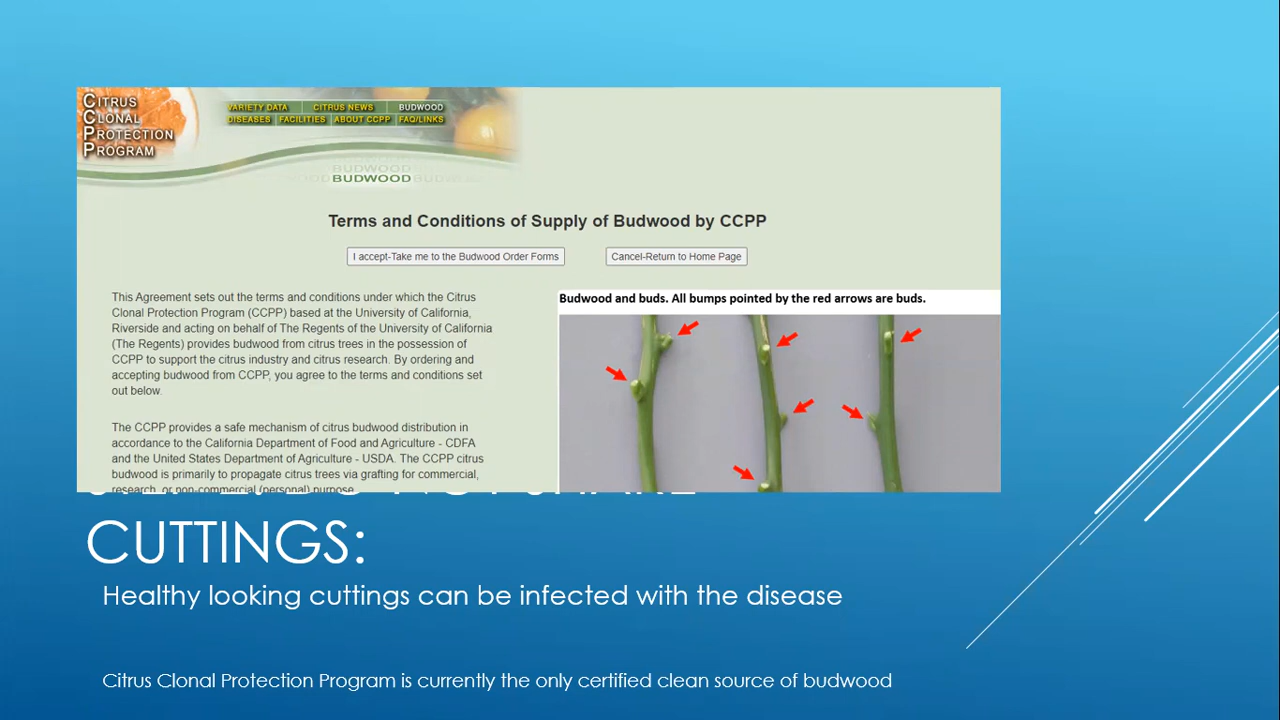 CITRUS
CLONAL
PROTECTION
PROGRAM
VARIETY DATA CITRUS NEWS BUDWOOD
DISEASES FACILITIES ABOUT CCPP FAQ/LINKS
BUDWOOD
BUDWOOD
Terms and Conditions of Supply of Budwood by CCPP
I accept-Take me to the Budwood Order Forms Cancel-Return to Home Page
This Agreement sets out the terms and conditions under which the Citrus
Clonal Protection Program (CCPP) based at the University of California,
Riverside and acting on behalf of The Regents of the University of California
(The Regents) provides budwood from citrus trees in the possession of
CCPP to support the citrus industry and citrus research. By ordering and
accepting budwood from CCPP, you agree to the terms and conditions set
out below.
The CCPP provides a safe mechanism of citrus budwood distribution in
accordance to the California Department of Food and Agriculture - CDFA
and the United States Department of Agriculture - USDA. The CCPP citrus
budwood is primarily to propagate citrus trees via grafting for commercial,
research, or non-commercial (personal) purpose
Budwood and buds. All bumps pointed by the red arrows are buds.
CUTTINGS:
Healthy looking cuttings can be infected with the disease
Citrus Clonal Protection Program is currently the only certified clean source of budwood